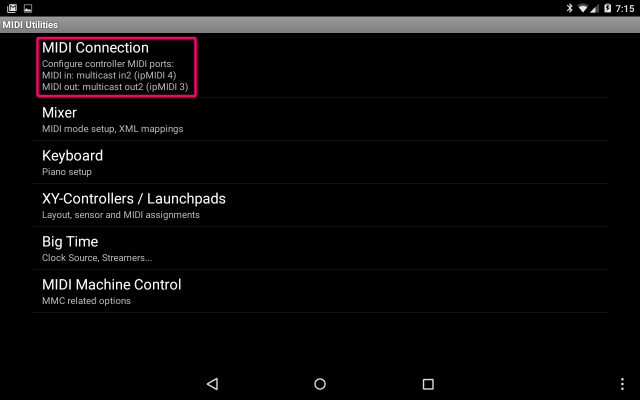 7:15
MIDI Utilities
MIDI Connection
Configure controller MIDI ports:
MIDI in: multicast in2 (ipMIDI 4)
MIDI out: multicast out2 (ipMIDI 3)
Mixer
MIDI mode setup, XML mappings
Keyboard
Piano setup
XY-Controllers / Launchpads
Layout, sensor and MIDI assignments
Big Time
Clock Source, Streamers...
MIDI Machine Control
MMC related options